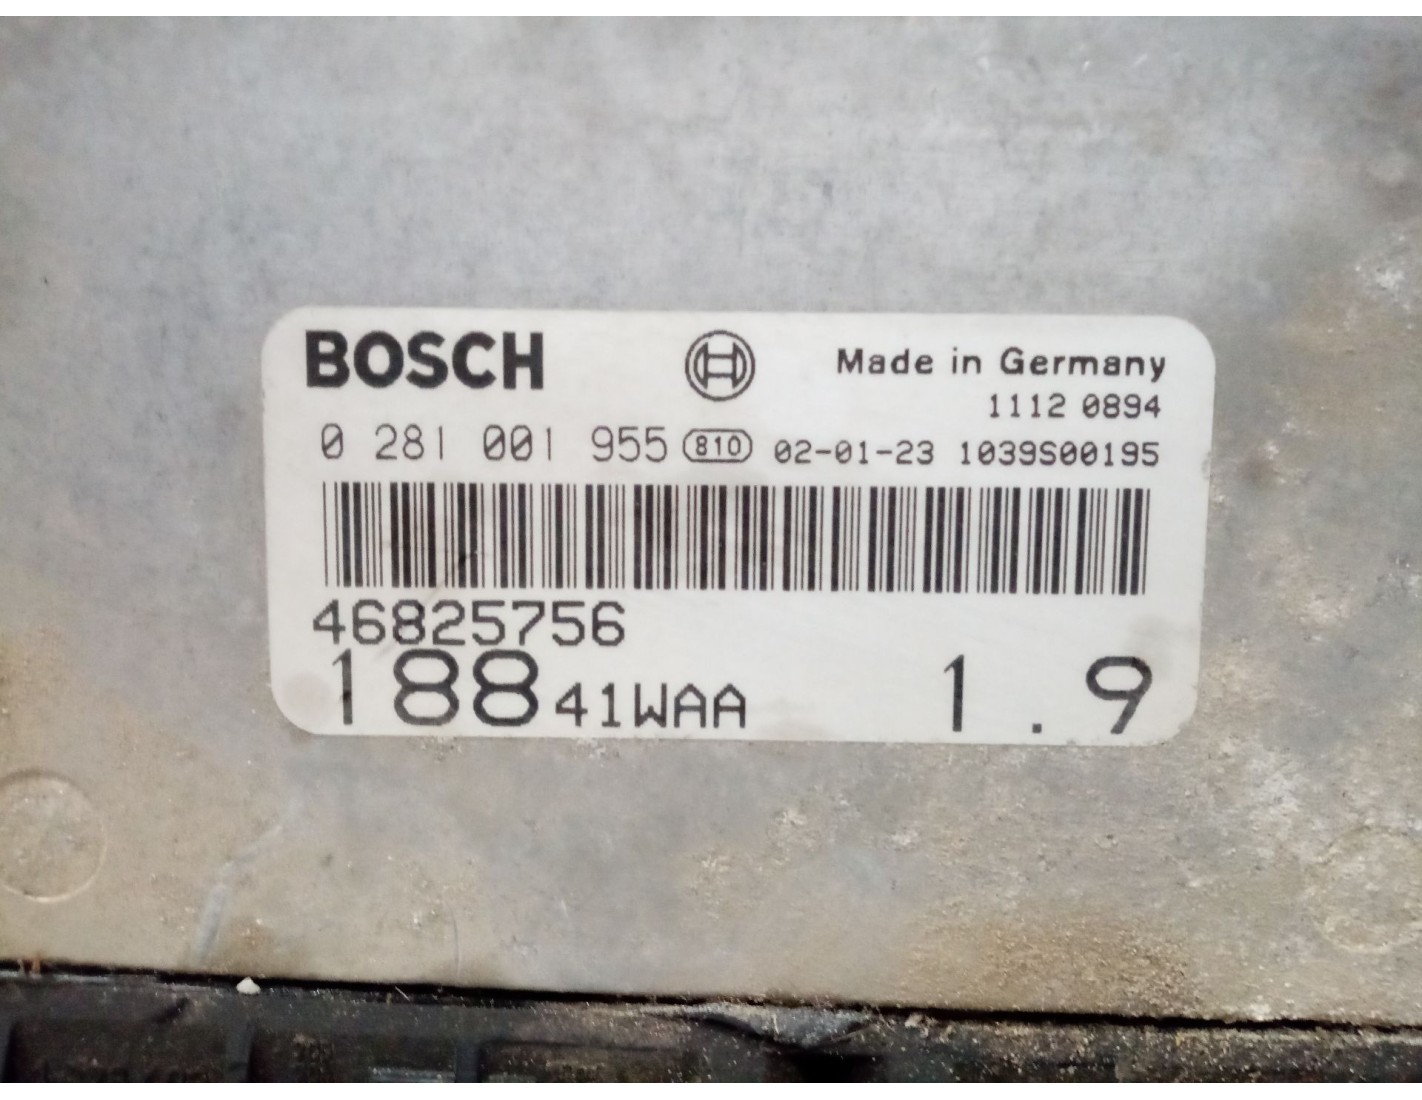 BOSCH
Made in Germany
1112 0894
0 281 001 955 810 02-01-23 1039S00195
46825756
188 41WAA 1.9